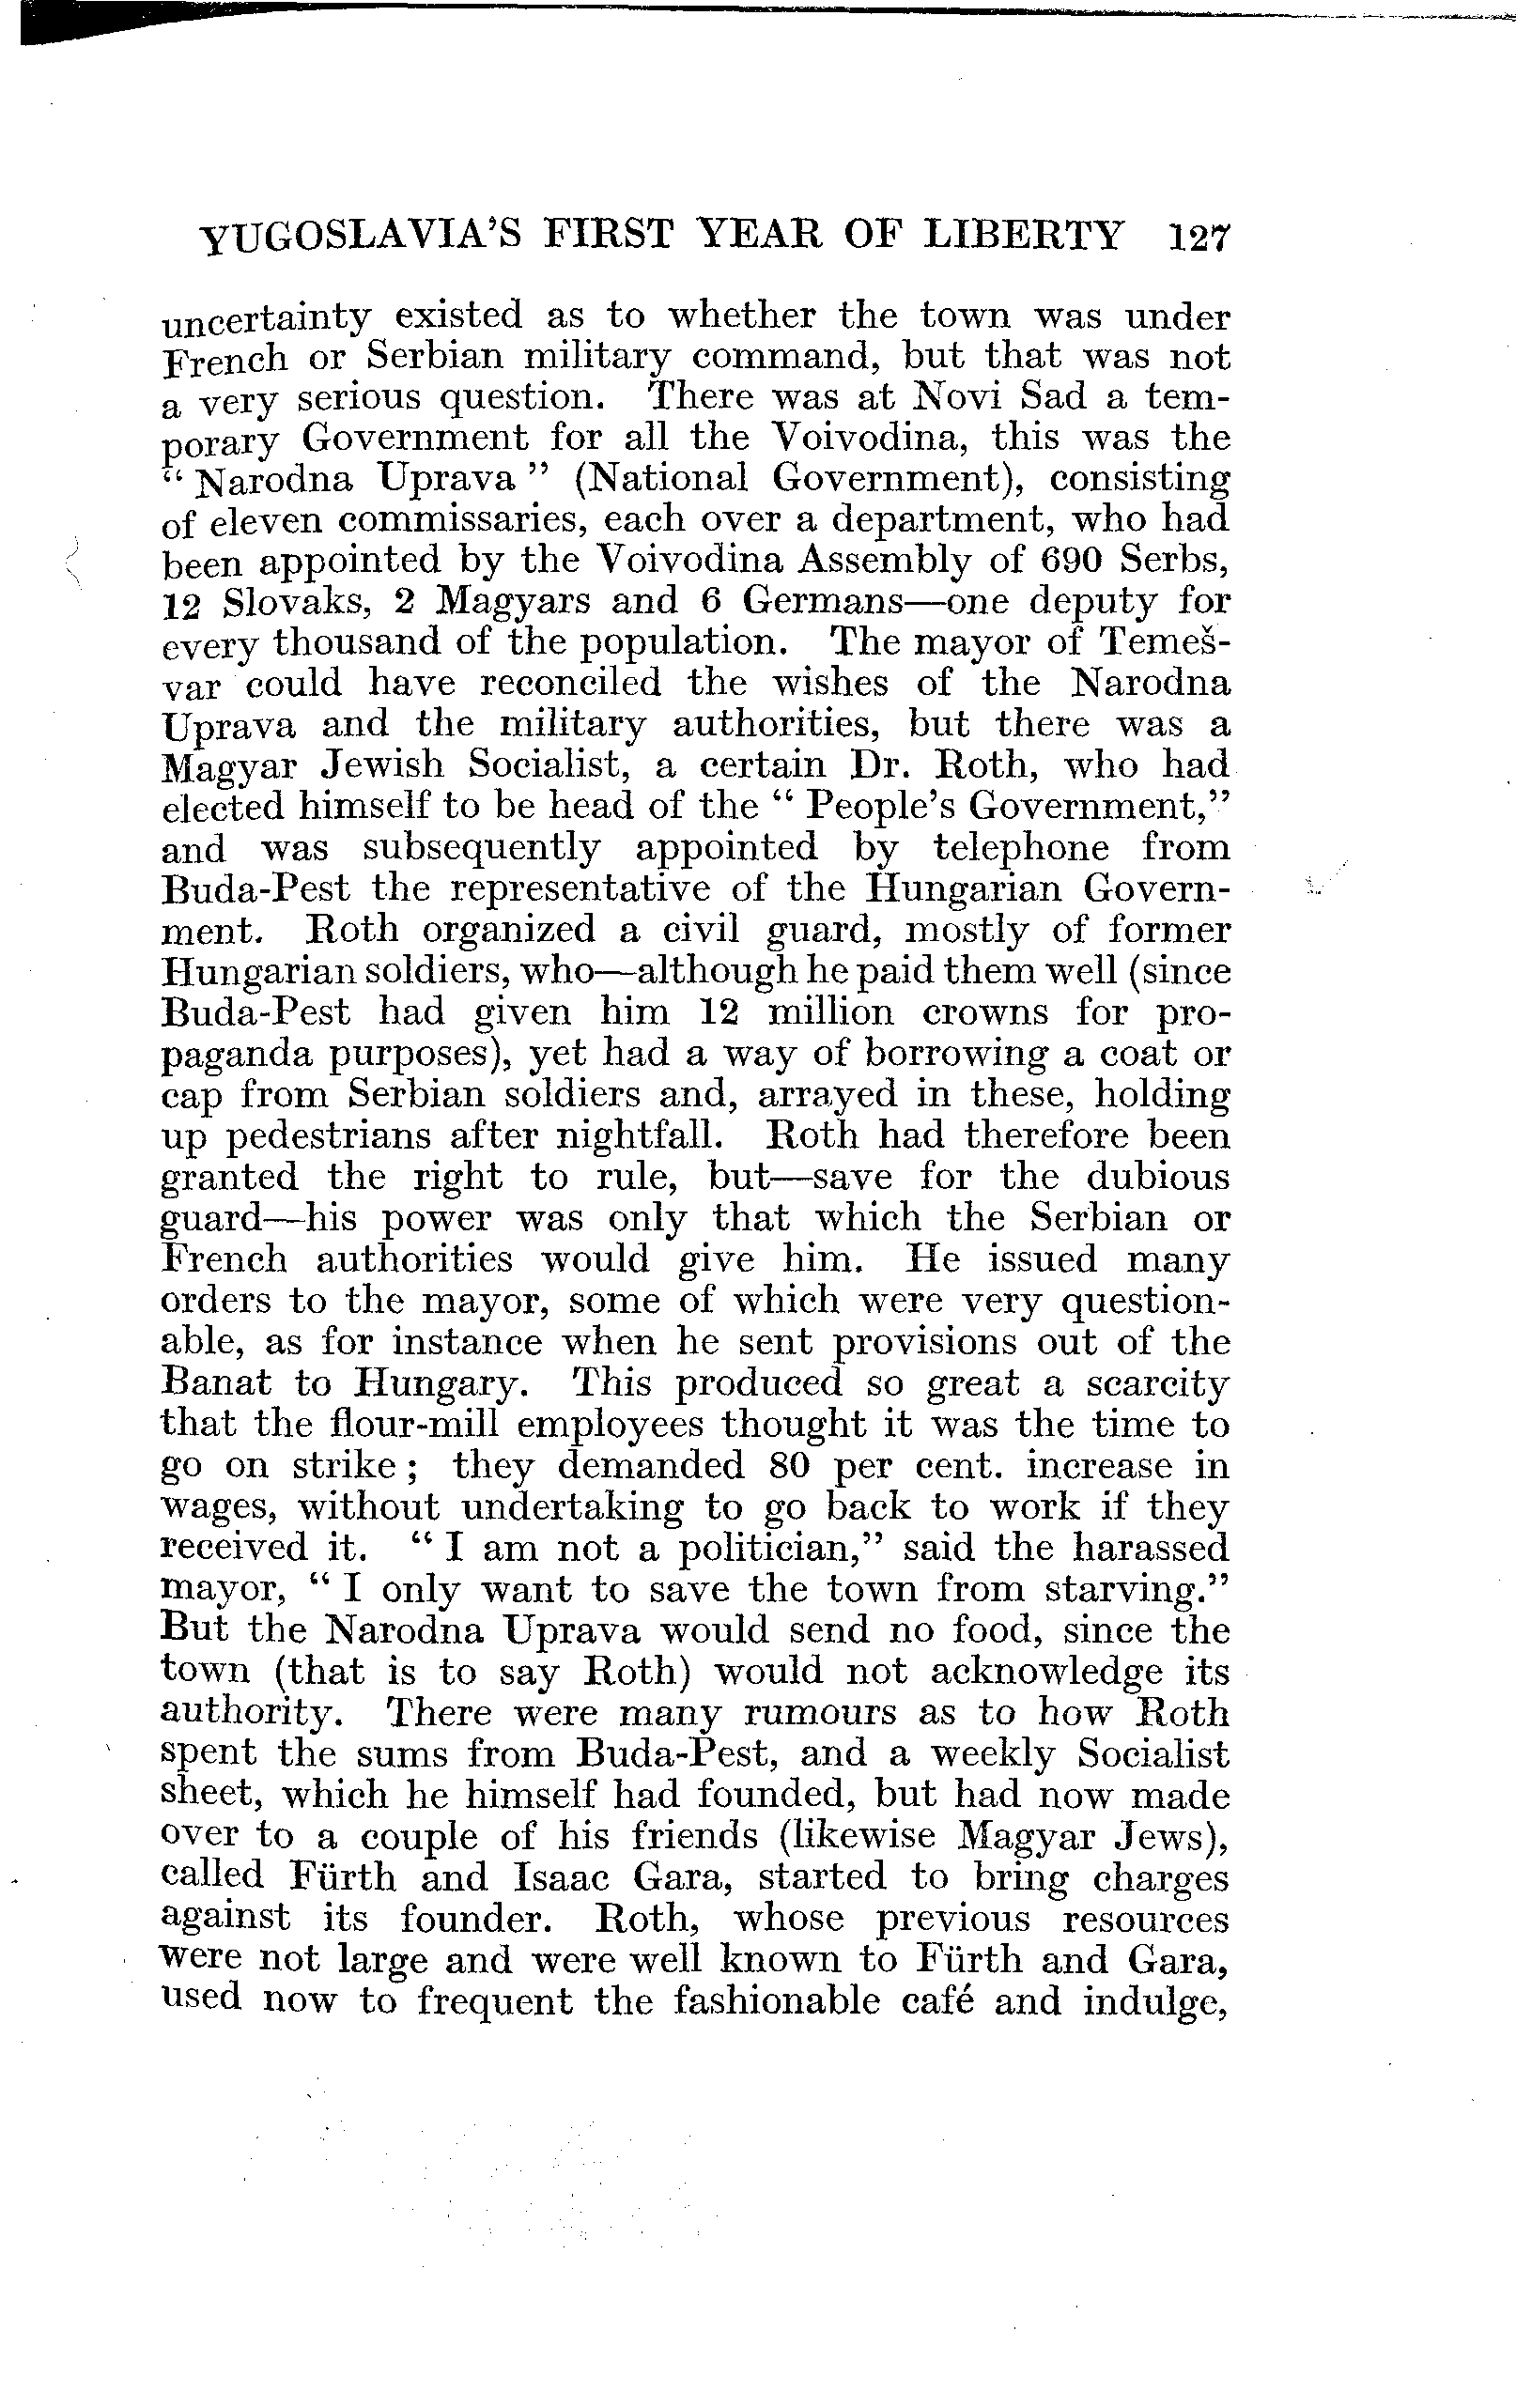 YUGOSLAVIA'S FIRST YEAR OF LIBERTY 127
uncertainty existed as to whether the town was under
French or Serbian military command, but that was not
a very serious question. There was at Novi Sad a tem-
porary Government for all the Voivodina, this was the
“ Narodna Uprava ” (National Government), consisting
of eleven commissaries, each over a department, who had
been appointed by the Voivodina Assembly of 690 Serbs,
12 Slovaks, 2 Magyars and 6 Germans—one deputy for
every thousand of the population. The mayor of Temeš-
var could have reconciled the wishes of the Narodna
Uprava and the military authorities, but there was a
Magyar Jewish Socialist, a certain Dr. Roth, who had
elected himself to be head of the “ People's Government,”
and was subsequently appointed by telephone from
Buda-Pest the representative of the Hungarian Govern-
ment. Roth organized a civil guard, mostly of former
Hungarian soldiers, who—although he paid them well (since
Buda-Pest had given him 12 million crowns for pro-
paganda purposes), yet had a way of borrowing a coat or
cap from Serbian soldiers and, arrayed in these, holding
up pedestrians after nightfall. Roth had therefore been
granted the right to rule, but—save for the dubious
guard—his power was only that which the Serbian or
French authorities would give him. He issued many
orders to the mayor, some of which were very question-
able, as for instance when he sent provisions out of the
Banat to Hungary. This produced so great a scarcity
that the flour-mill employees thought it was the time to
go on strike ; they demanded 80 per cent. increase in
wages, without undertaking to go back to work if they
received it. “ I am not a politician,” said the harassed
mayor, “ I only want to save the town from starving.”
But the Narodna Uprava would send no food, since the
town (that is to say Roth) would not acknowledge its
authority. There were many rumours as to how Roth
spent the sums from Buda-Pest, and a weekly Socialist
sheet, which he himself had founded, but had now made
over to a couple of his friends (likewise Magyar Jews),
called Fürth and Isaac Gara, started to bring charges
against its founder. Roth, whose previous resources
were not large and were well known to Fürth and Gara,
used now to frequent the fashionable café and indulge,